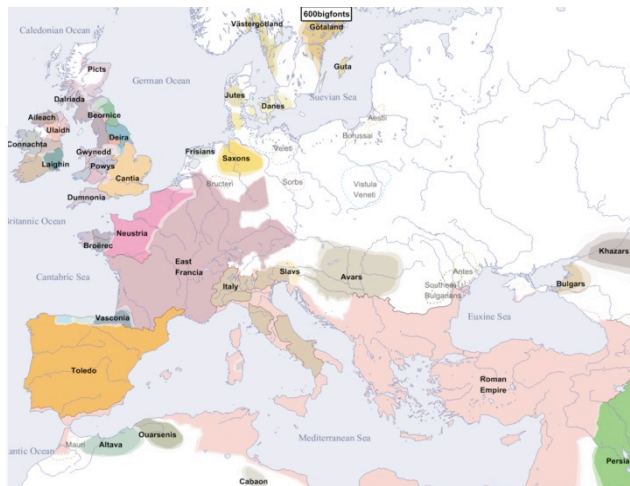 600bigfonts
Caledonian Ocean
Västergötland
Götaland
Picts
German Ocean
Guta
Dalriada
Jutes
Suevian Sea
Beornice
Danes
Aileach
Ulaidh
Aestii
Connachta
Deira
Borussai
Gwynedd
Frisians
Veleti
Laighin
Powys
Saxons
Cantia
Bructeri
Sorbs
Vistula
Veneti
Dumnonia
Britannic Ocean
Neustria
Broërec
Khazars
East
Francia
Antes
Cantabric Sea
Slavs
Avars
Italy
Southern
Bulgarians
Bulgars
Vasconia
Euxine Sea
Toledo
Roman
Empire
Mediterranean Sea
Ouarsenis
Mauri
Altava
antic Ocean
Persia
Cabaon